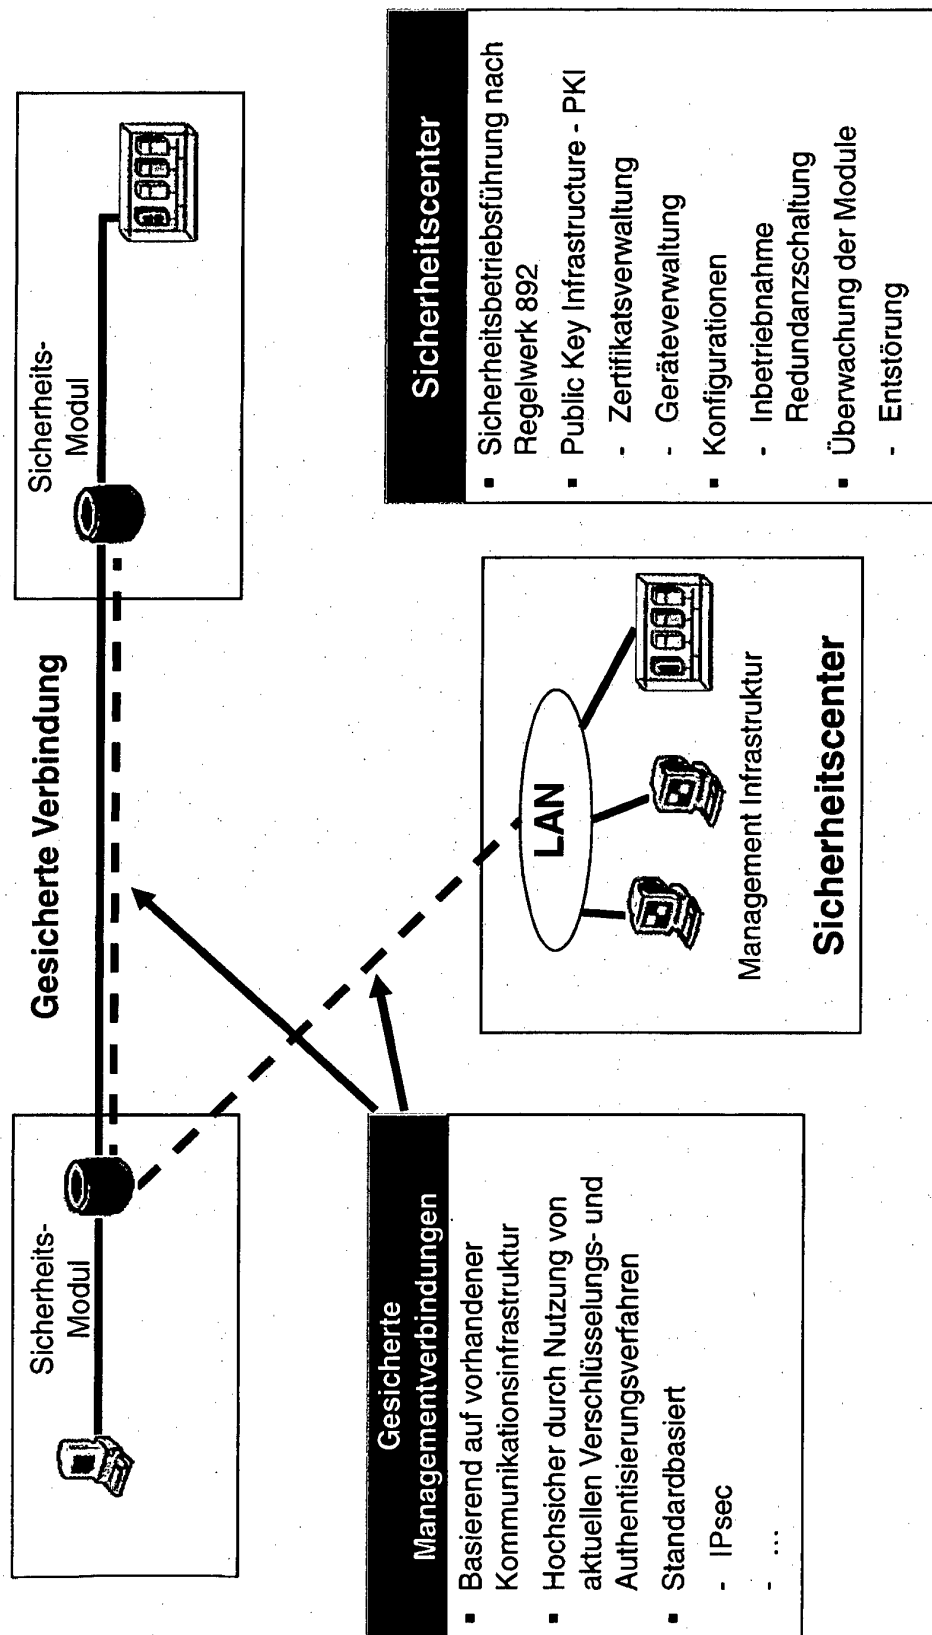 Sicherheits-
Modul
Gesicherte Verbindung
Sicherheits-
Modul
Gesicherte
Managementverbindungen
▪ Basierend auf vorhandener
Kommunikationsinfrastruktur
▪ Hochsicher durch Nutzung von
aktuellen Verschlüsselungs- und
Authentisierungsverfahren
▪ Standardbasiert
- IPsec
- ...
LAN
Management Infrastruktur
Sicherheitscenter
Sicherheitscenter
▪ Sicherheitsbetriebsführung nach
Regelwerk 892
▪ Public Key Infrastructure - PKI
- Zertifikatsverwaltung
- Geräteverwaltung
▪ Konfigurationen
- Inbetriebnahme
Redundanzschaltung
▪ Überwachung der Module
- Entstörung